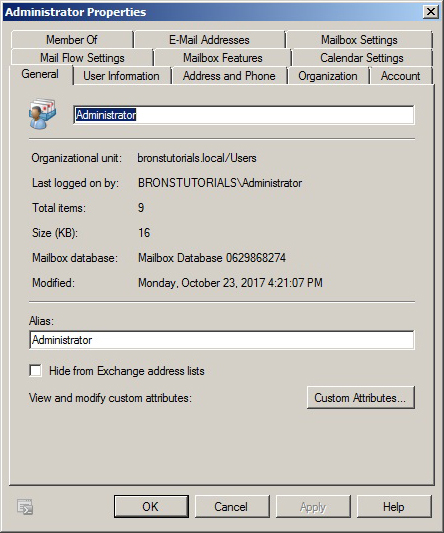 Administrator Properties
Member Of E-Mail Addresses Mailbox Settings
Mail Flow Settings Mailbox Features Calendar Settings
General User Information Address and Phone Organization Account
Administrator
Organizational unit: bronstutorials.local/Users
Last logged on by: BRONSTUTORIALS\Administrator
Total items: 9
Size (KB): 16
Mailbox database: Mailbox Database 0629868274
Modified: Monday, October 23, 2017 4:21:07 PM
Alias:
Administrator
Hide from Exchange address lists
View and modify custom attributes: Custom Attributes...
OK Cancel Apply Help